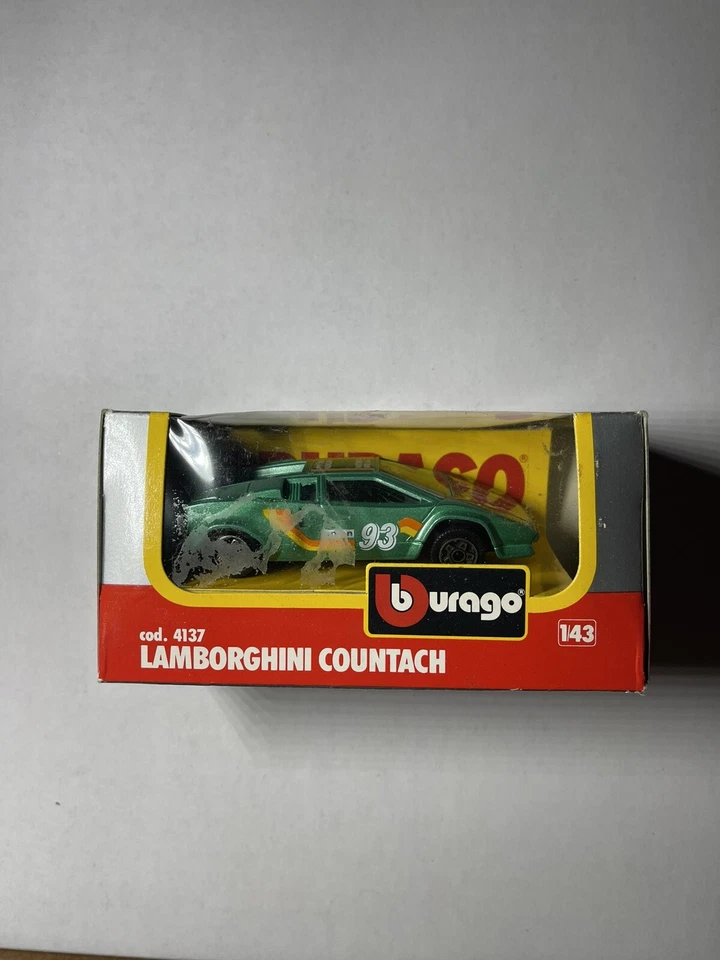 BURAGO®
93
burago®
cod. 4137
LAMBORGHINI COUNTACH
1/43